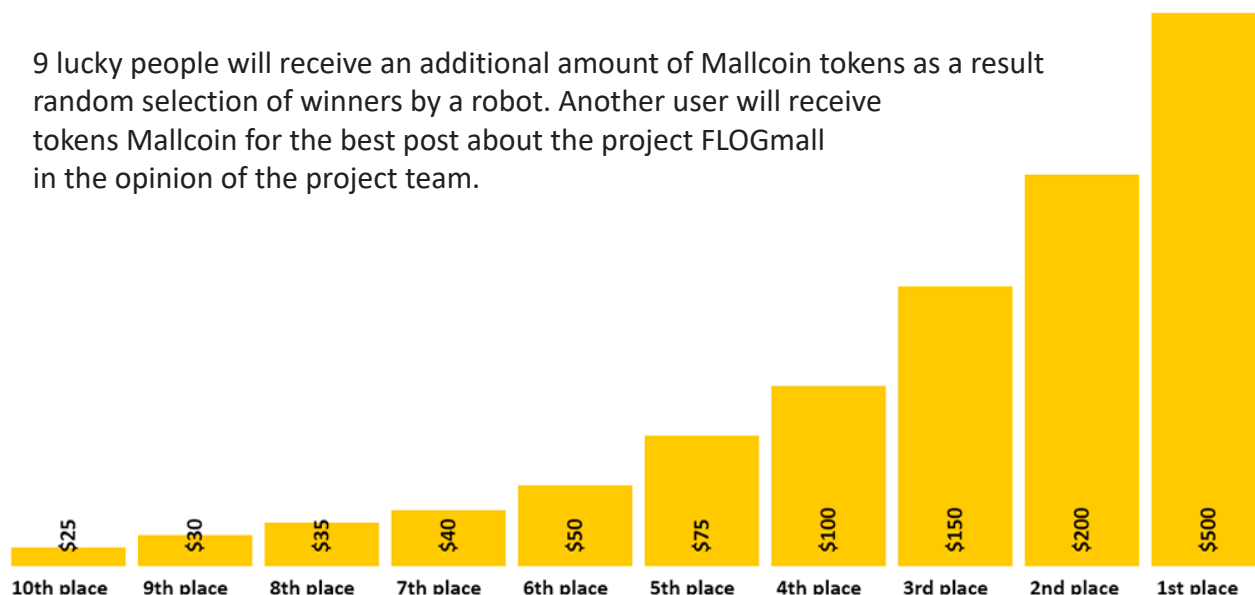 9 lucky people will receive an additional amount of Mallcoin tokens as a result
random selection of winners by a robot. Another user will receive
tokens Mallcoin for the best post about the project FLOGmall
in the opinion of the project team.
$25 $30 $35 $40 $50 $75 $100 $150 $200 $500
10th place 9th place 8th place 7th place 6th place 5th place 4th place 3rd place 2nd place 1st place